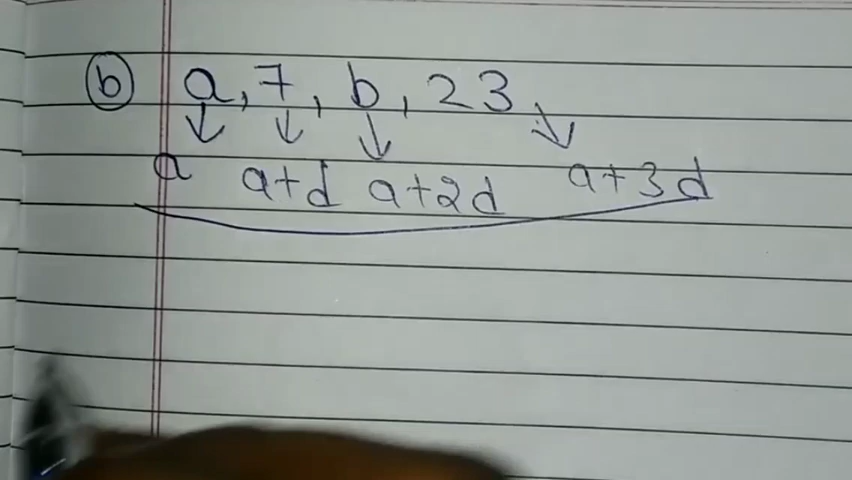 b a, 7, b, 23,
↓ ↓ ↓ ↘
a a+d a+2d a+3d